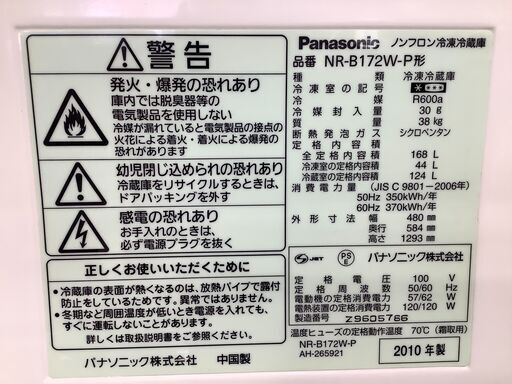 警告
発火・爆発の恐れあり
庫内では脱臭器等の
電気製品を使用しない
冷媒が漏れていると電気製品の接点の
火花による着火・着火による爆発
の恐れあり
幼児閉じ込められの恐れあり
冷蔵庫をリサイクルするときは、
ドアパッキングを外す
感電の恐れあり
お手入れのときは、
必ず電源プラグを抜く
正しくお使いいただくために
•冷蔵庫の表面が熱くなるのは、放熱パイプで露付
防止をしているためです。異常ではありません。
•冬期など周囲温度が低いとき電源を入れても、
すぐに運転しないことがあります。
詳しくは取扱説明書をご参照ください。
パナソニック株式会社 中国製
Panasonic ノンフロン冷凍冷蔵庫
品番 NR-B172W-P形
種類 冷凍冷蔵庫
冷凍室の記号 ****
冷媒 R600a
冷媒封入量 30 g
質量 38 kg
断熱発泡ガス シクロペンタン
定格内容積
全定格内容積 168 L
冷凍室の定格内容積 44 L
冷蔵室の定格内容積 124 L
消費電力量 (JIS C 9801-2006年)
50Hz 350kWh/年
60Hz 370kWh/年
外形寸法 幅 480 mm
奥行 584 mm
高さ 1293 mm
JET PS E パナソニック株式会社
定格電圧 100 V
定格周波数 50/60 Hz
電動機の定格消費電力 57/62 W
電熱装置の定格消費電力 120/120 W
製造番号 Z9605766
温度ヒューズの定格動作温度 70℃ (霜取用)
NR-B172W-P
AH-265921
2010年製